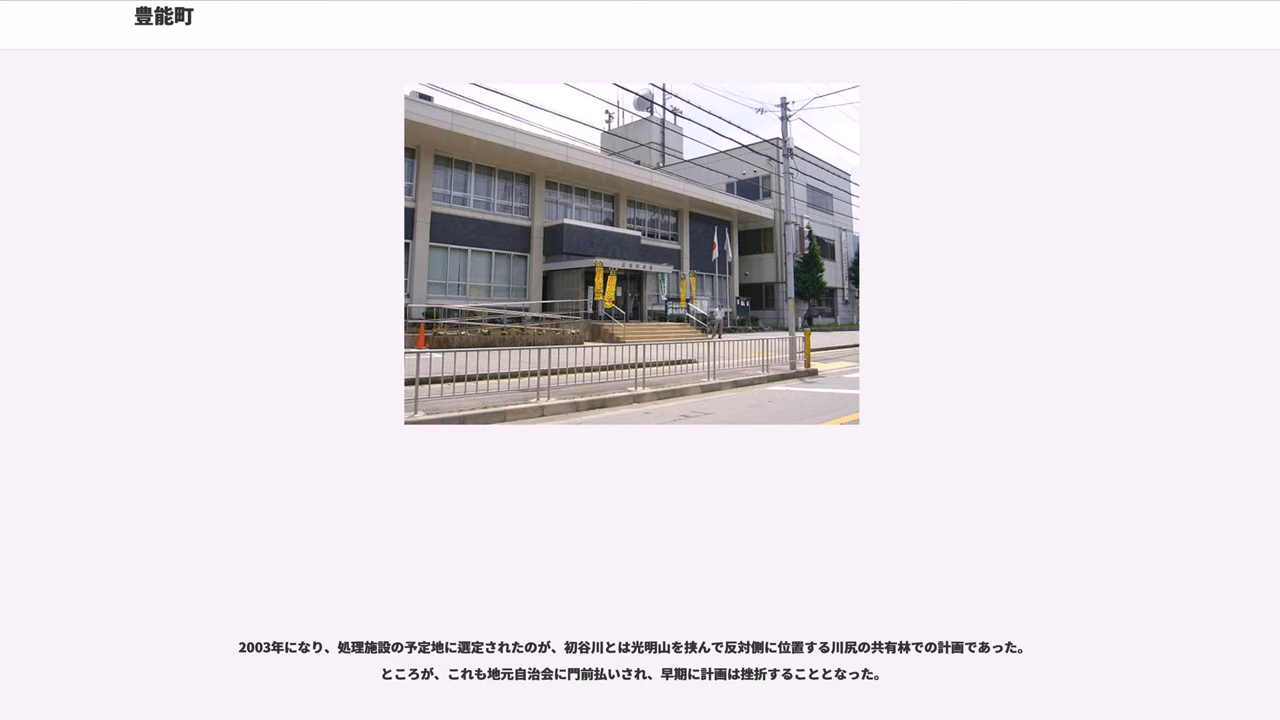 豊能町
2003年になり、処理施設の予定地に選定されたのが、初谷川とは光明山を挟んで反対側に位置する川尻の共有林での計画であった。
ところが、これも地元自治会に門前払いされ、早期に計画は挫折することとなった。